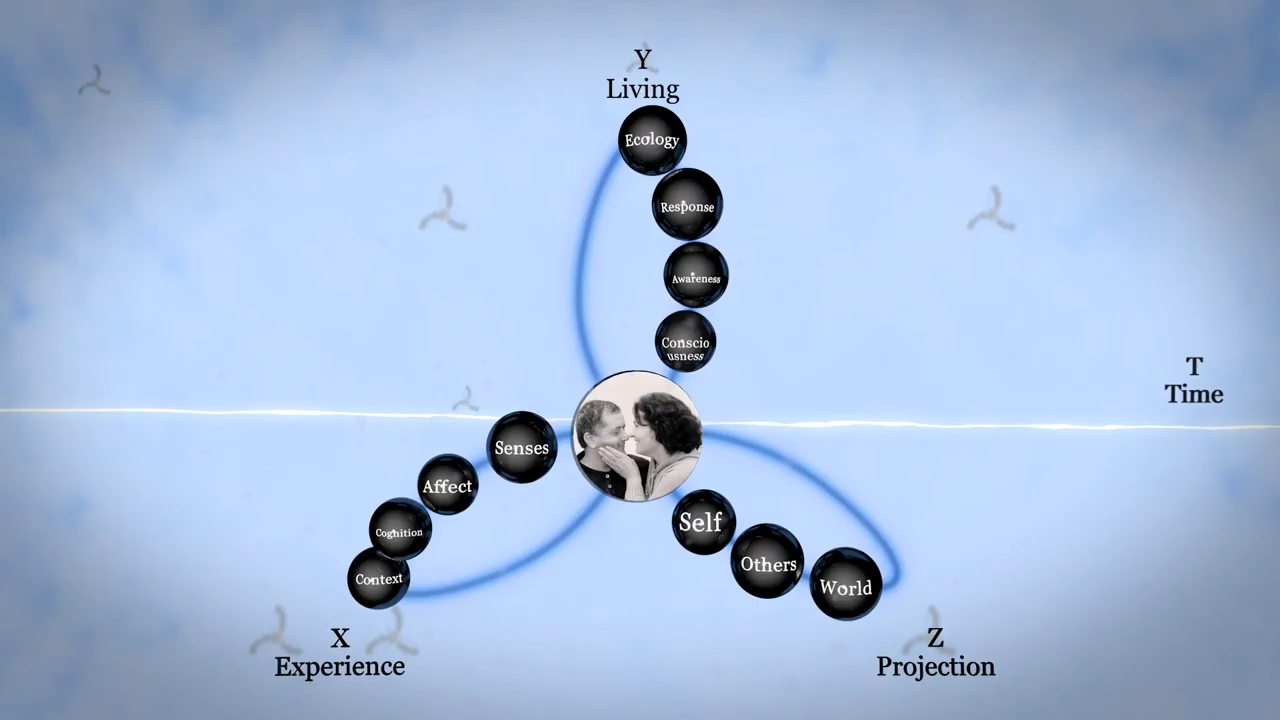 Y
Living
Ecology
Response
Awareness
Conscio
usness
T
Time
Senses
Affect
Cognition
Context
Self
Others
World
X
Experience
Z
Projection